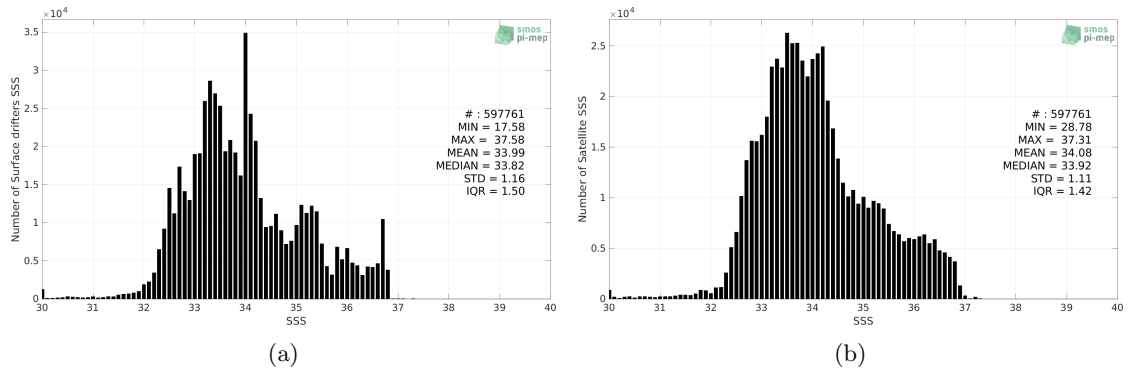 ×10⁴
3.5
3
2.5
2
1.5
1
0.5
0
Number of Surface drifters SSS
smos
pi-mep
# : 597761
MIN = 17.58
MAX = 37.58
MEAN = 33.99
MEDIAN = 33.82
STD = 1.16
IQR = 1.50
30 31 32 33 34 35 36 37 38 39 40
SSS
(a)
×10⁴
2.5
2
1.5
1
0.5
0
Number of Satellite SSS
smos
pi-mep
# : 597761
MIN = 28.78
MAX = 37.31
MEAN = 34.08
MEDIAN = 33.92
STD = 1.11
IQR = 1.42
30 31 32 33 34 35 36 37 38 39 40
SSS
(b)